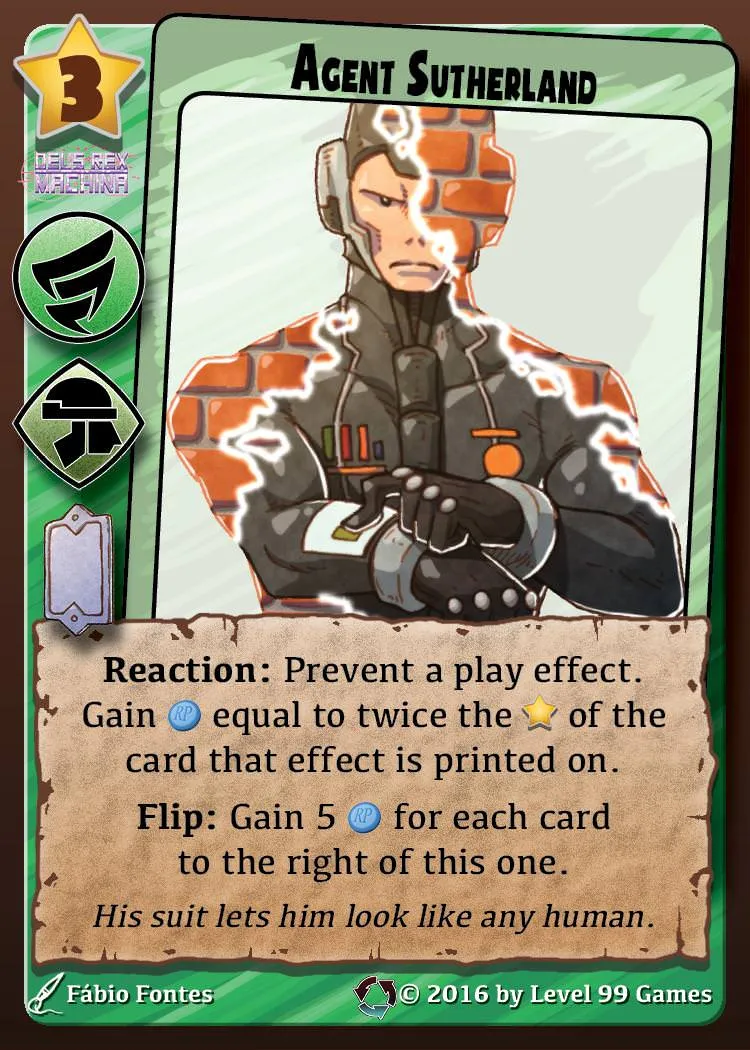 AGENT SUTHERLAND
3
DEUS REX
MACHINA
Reaction: Prevent a play effect.
Gain RP equal to twice the of the
card that effect is printed on.
Flip: Gain 5 RP for each card
to the right of this one.
His suit lets him look like any human.
Fábio Fontes
© 2016 by Level 99 Games